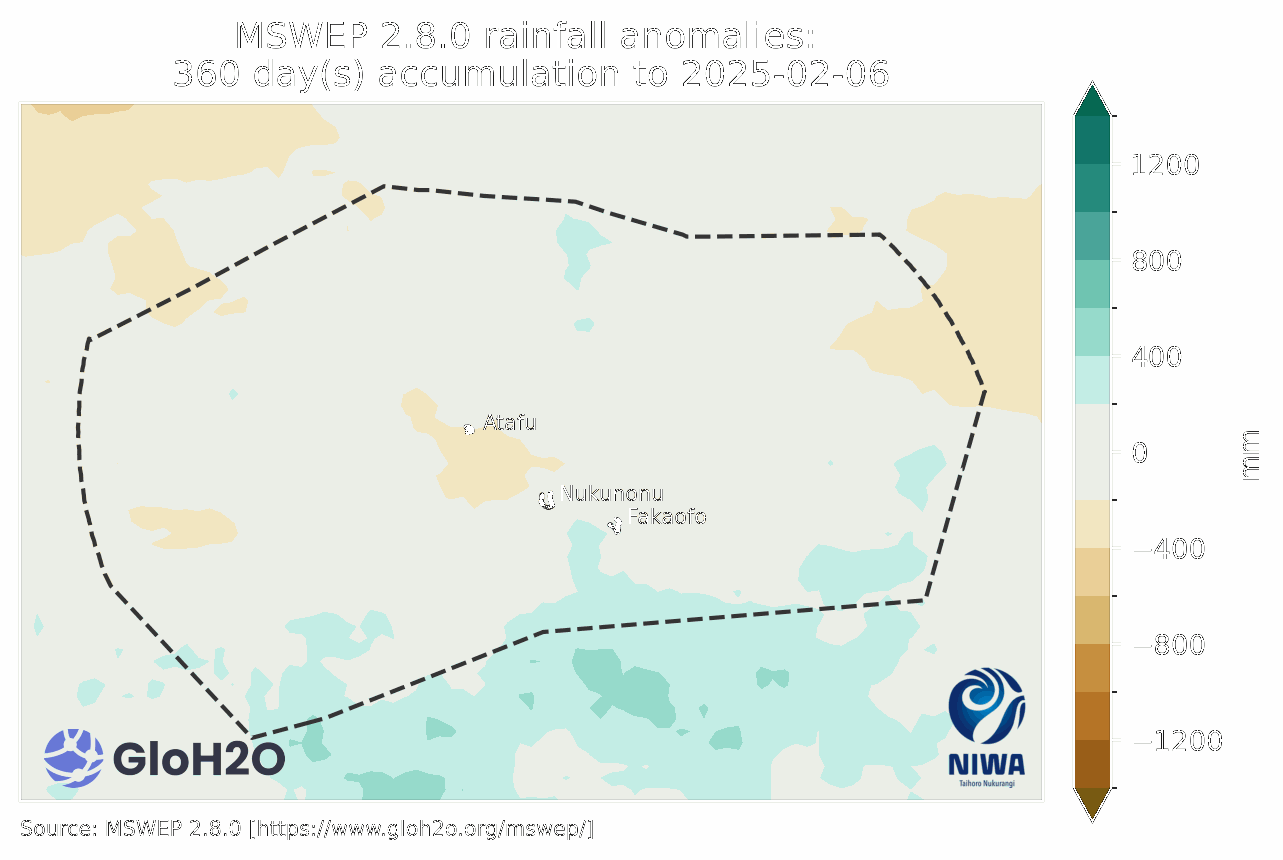 MSWEP 2.8.0 rainfall anomalies:
360 day(s) accumulation to 2025-02-06
1200
800
400
0
−400
−800
−1200
mm
Atafu
Nukunonu
Fakaofo
GloH2O
NIWA
Taihoro Nukurangi
Source: MSWEP 2.8.0 [https://www.gloh2o.org/mswep/]